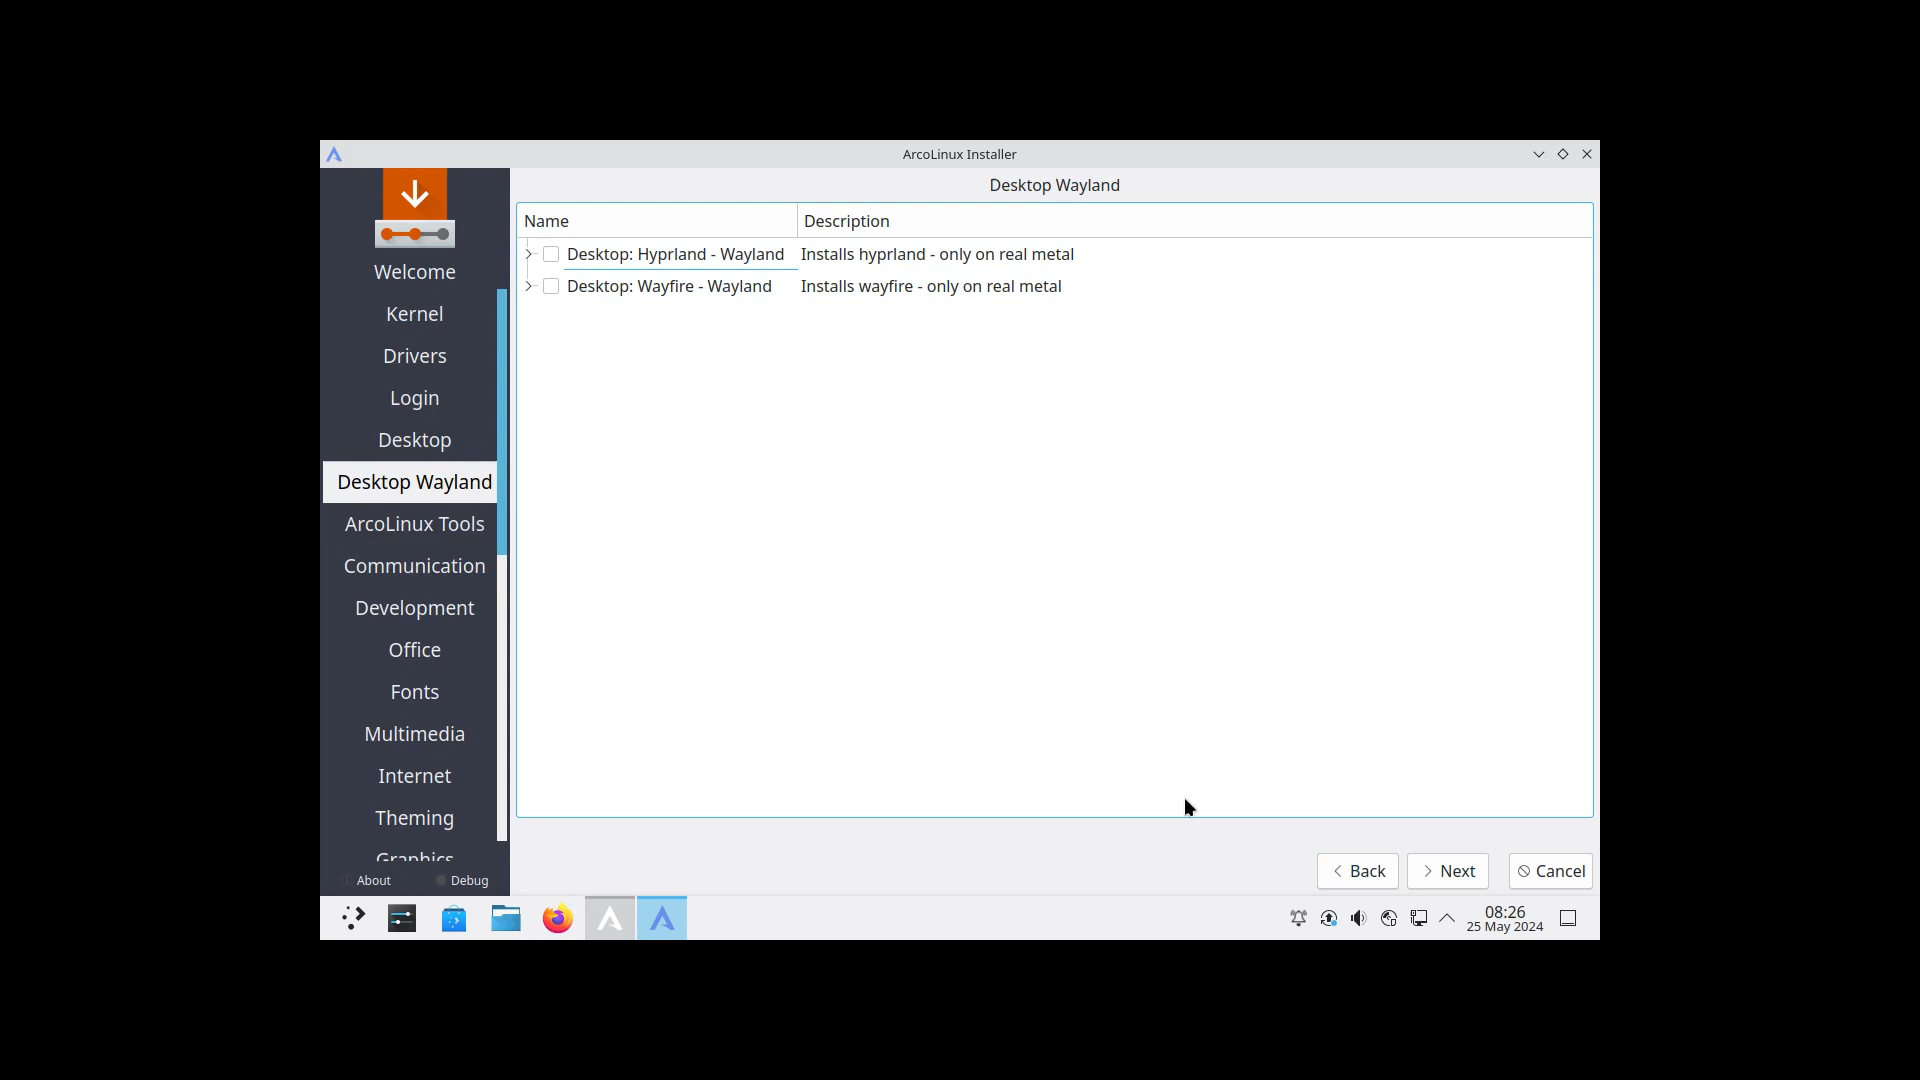 ArcoLinux Installer
Desktop Wayland
Name Description
Desktop: Hyprland - Wayland Installs hyprland - only on real metal
Desktop: Wayfire - Wayland Installs wayfire - only on real metal
Welcome
Kernel
Drivers
Login
Desktop
Desktop Wayland
ArcoLinux Tools
Communication
Development
Office
Fonts
Multimedia
Internet
Theming
Graphics
About Debug
Back Next Cancel
08:26
25 May 2024